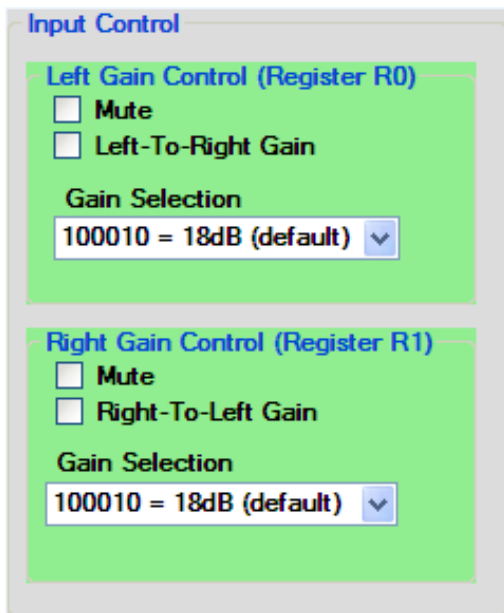 Input Control
Left Gain Control (Register R0)
Mute
Left-To-Right Gain
Gain Selection
100010 = 18dB (default)
Right Gain Control (Register R1)
Mute
Right-To-Left Gain
Gain Selection
100010 = 18dB (default)